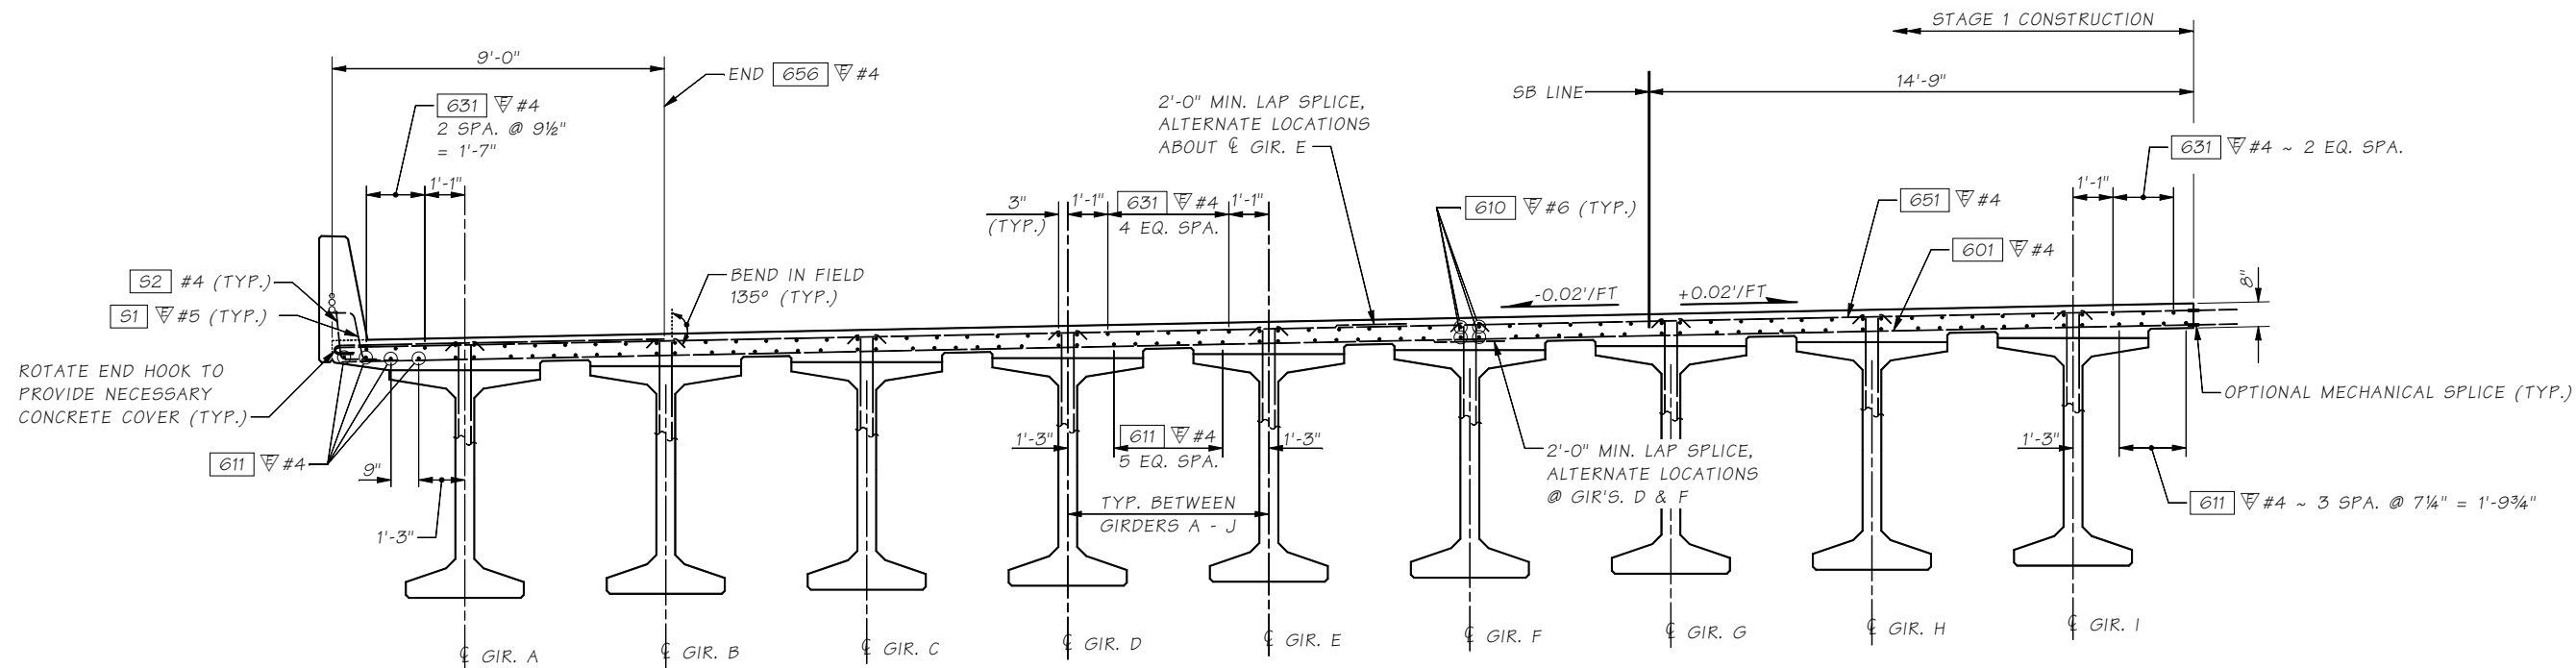 STAGE 1 CONSTRUCTION
9'-0"
END 656 E #4
14'-9"
SB LINE
631 E #4
2 SPA. @ 9½"
= 1'-7"
1'-1"
2'-0" MIN. LAP SPLICE,
ALTERNATE LOCATIONS
ABOUT ℄ GIR. E
631 E #4 ~ 2 EQ. SPA.
1'-1"
3"
(TYP.)
1'-1"
631 E #4
4 EQ. SPA.
1'-1"
610 E #6 (TYP.)
651 E #4
601 E #4
S2 #4 (TYP.)
S1 E #5 (TYP.)
BEND IN FIELD
135° (TYP.)
-0.02'/FT
+0.02'/FT
8"
ROTATE END HOOK TO
PROVIDE NECESSARY
CONCRETE COVER (TYP.)
OPTIONAL MECHANICAL SPLICE (TYP.)
611 E #4
9"
1'-3"
1'-3"
611 E #4
5 EQ. SPA.
1'-3"
2'-0" MIN. LAP SPLICE,
ALTERNATE LOCATIONS
@ GIR'S. D & F
1'-3"
611 E #4 ~ 3 SPA. @ 7¼" = 1'-9¾"
TYP. BETWEEN
GIRDERS A - J
℄ GIR. A
℄ GIR. B
℄ GIR. C
℄ GIR. D
℄ GIR. E
℄ GIR. F
℄ GIR. G
℄ GIR. H
℄ GIR. I